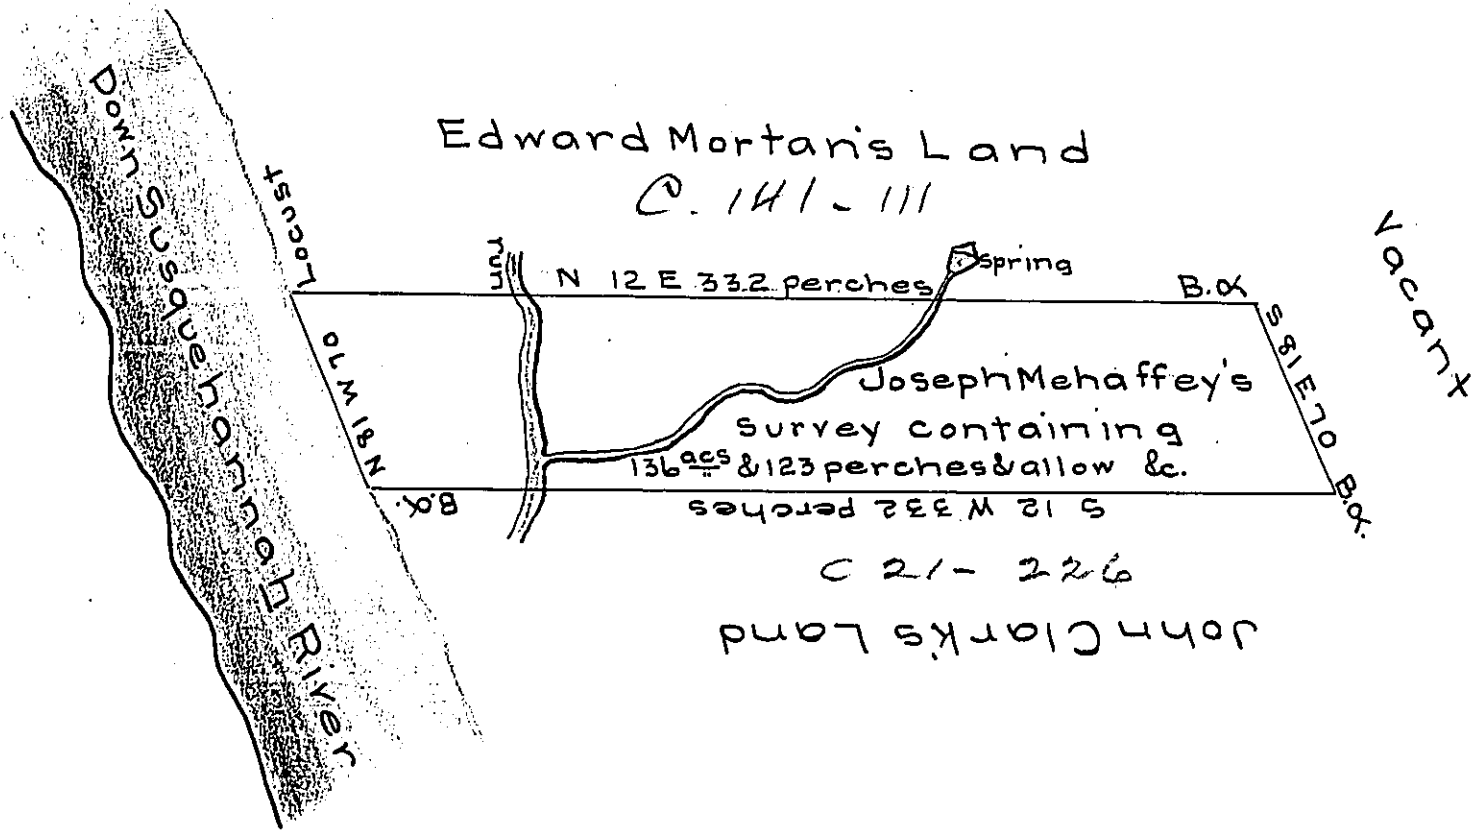 Down Susquehannah River
Edward Mortan's Land
C. 141 - 111
Vacant
Locust
run
N 12 E 332 perches
Spring
B.O.
N 81 W 70
S 81 E 70
Joseph Mehaffey's
Survey containing
136 acs & 123 perches & allow &c.
B.O.
B.O.
S 12 W 332 perches
C 21 - 226
John Clark's Land